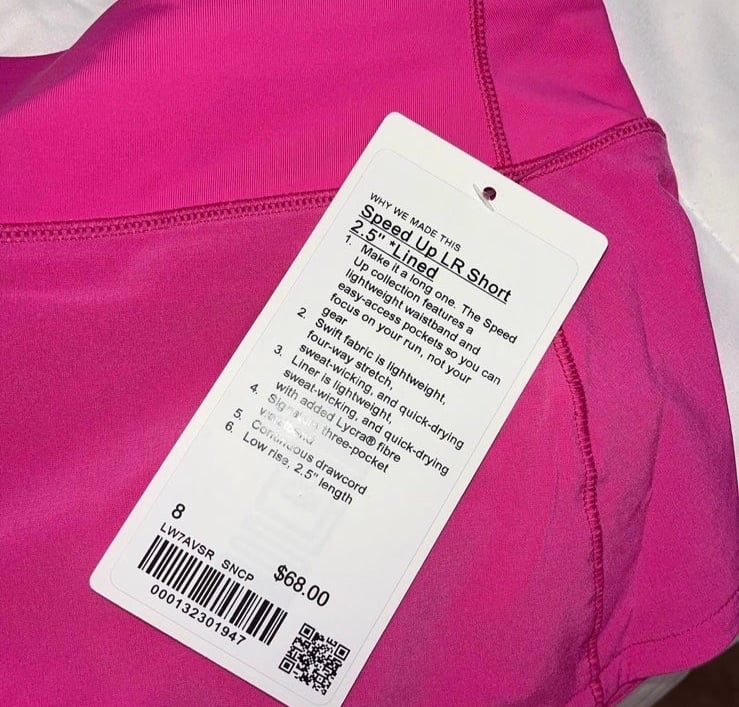 WHY WE MADE THIS
Speed Up LR Short
2.5" *Lined
1. Make it a long one. The Speed
Up collection features a
lightweight waistband and
easy-access pockets so you can
focus on your run, not your
gear
2. Swift fabric is lightweight,
four-way stretch,
sweat-wicking, and quick-drying
3. Liner is lightweight,
sweat-wicking, and quick-drying
with added Lycra® fibre
4. three-pocket
5. Continuous drawcord
6. Low rise, 2.5" length
8
LW7AVSR SNCP
$68.00
000132301947